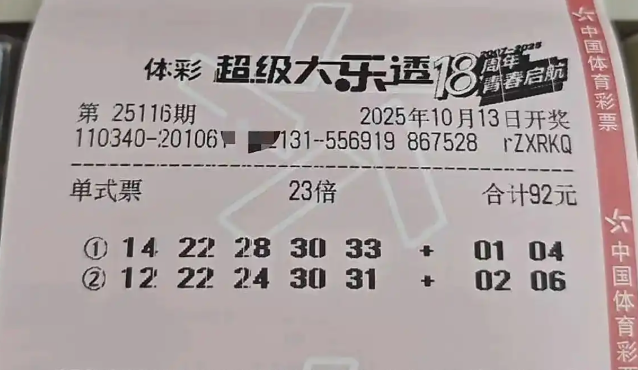 体彩 超级大乐透 18周年 2007-2025 青春启航
第 25116期 2025年10月13日开奖
110340-20106 131-556919 867528 rZXRKQ
单式票 23倍 合计92元
① 14 22 28 30 33 + 01 04
② 12 22 24 30 31 + 02 06
中国体育彩票
中国体育彩